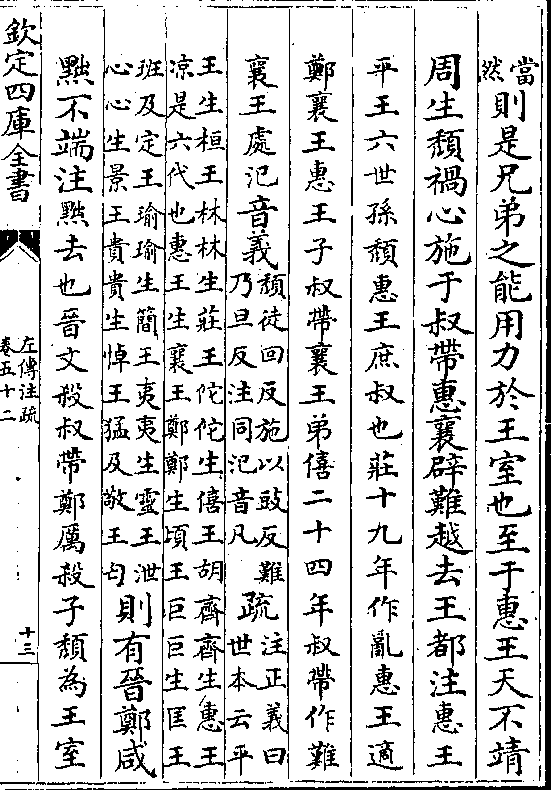 當然則是兄弟之能用力於王室也至于惠王天不靖
周生頹禍心施于叔帶惠襄辟難越去王都注惠王
平王六世孫頹惠王庶叔也莊十九年作亂惠王適
鄭襄王惠王子叔帶襄王弟僖二十四年叔帶作難
襄王處氾音義頹徒回反施以豉反難乃旦反注同氾音凡疏注正義曰世本云平
王生桓王林林生莊王佗佗生僖王胡齊齊生惠王
涼是六代也惠王生襄王鄭鄭生頃王巨巨生匡王
班及定王瑜瑜生簡王夷夷生靈王泄
心心生景王貴貴生悼王猛及敬王匄則有晉鄭咸
黜不端注黜去也晉文殺叔帶鄭厲殺子頹為王室
欽定四庫全書
左傳注疏
卷五十二
十三